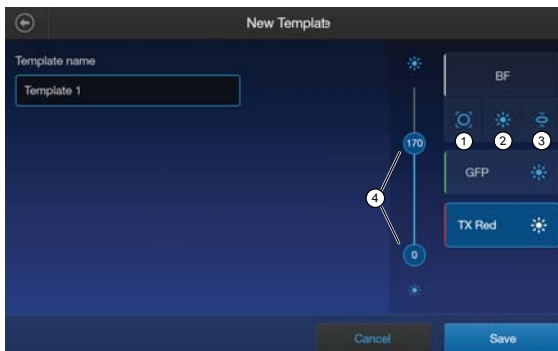 New Template
Template name
Template 1
BF
1
2
3
170
GFP
4
TX Red
0
Cancel
Save